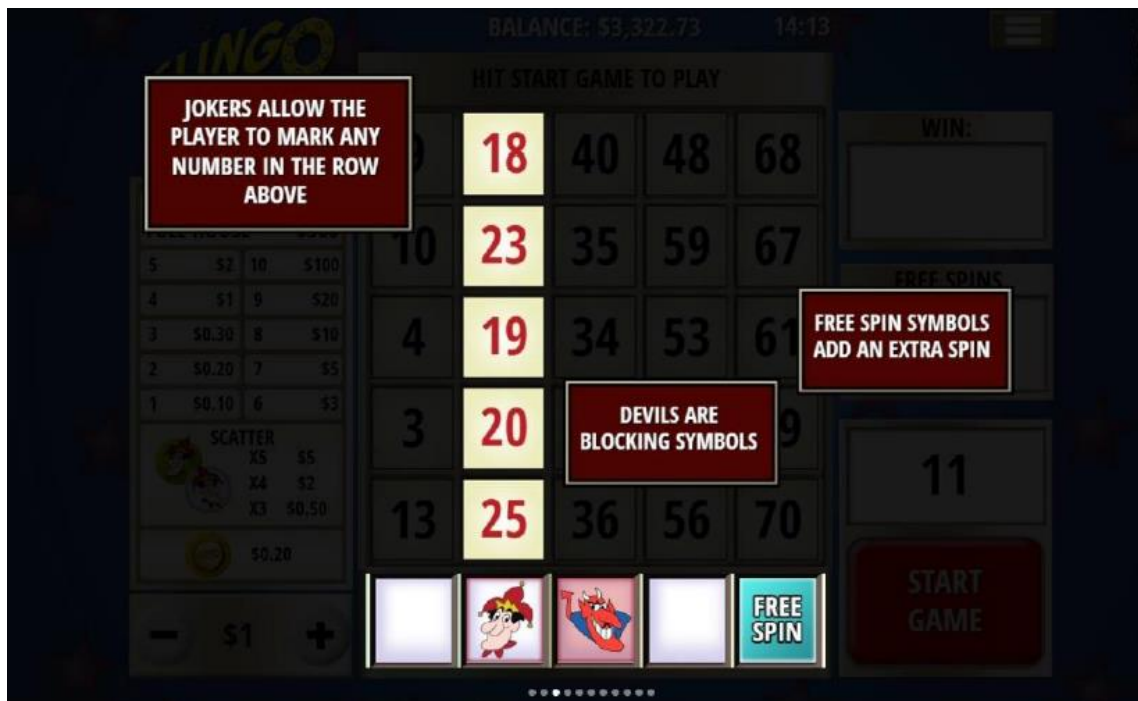 SLINGO
BALANCE: $3,322.73
14:13
HIT START GAME TO PLAY
JOKERS ALLOW THE
PLAYER TO MARK ANY
NUMBER IN THE ROW
ABOVE
9 18 40 48 68
10 23 35 59 67
4 19 34 53 61
3 20 9
13 25 36 56 70
5 $2 10 $100
4 $1 9 $20
3 $0.30 8 $10
2 $0.20 7 $5
1 $0.10 6 $3
SCATTER
X5 $5
X4 $2
X3 $0.50
$0.20
$1
WIN:
FREE SPINS
FREE SPIN SYMBOLS
ADD AN EXTRA SPIN
DEVILS ARE
BLOCKING SYMBOLS
11
START
GAME
FREE
SPIN